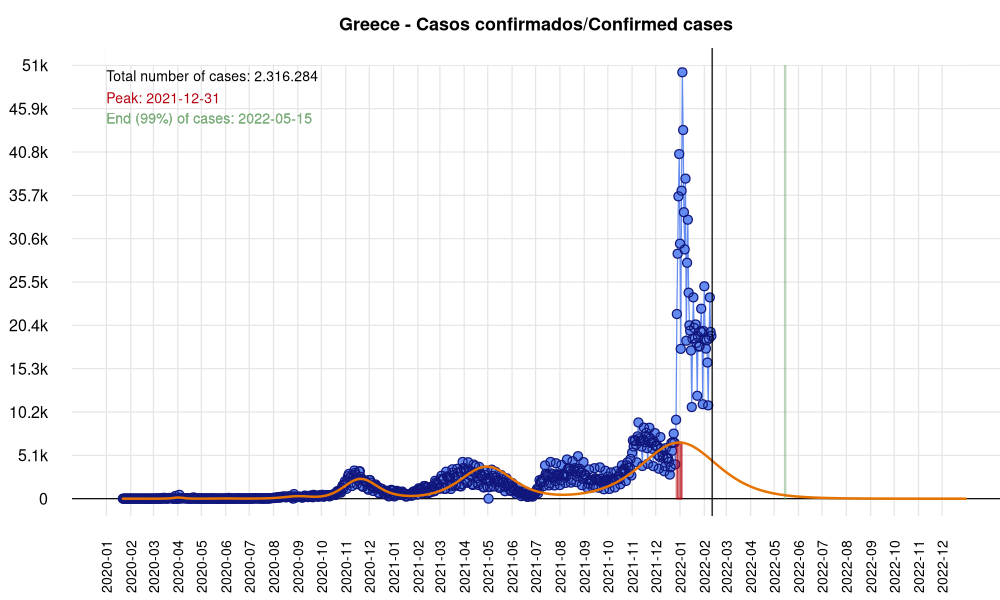 Greece - Casos confirmados/Confirmed cases
Total number of cases: 2.316.284
Peak: 2021-12-31
End (99%) of cases: 2022-05-15
51k
45.9k
40.8k
35.7k
30.6k
25.5k
20.4k
15.3k
10.2k
5.1k
0
2020-01
2020-02
2020-03
2020-04
2020-05
2020-06
2020-07
2020-08
2020-09
2020-10
2020-11
2020-12
2021-01
2021-02
2021-03
2021-04
2021-05
2021-06
2021-07
2021-08
2021-09
2021-10
2021-11
2021-12
2022-01
2022-02
2022-03
2022-04
2022-05
2022-06
2022-07
2022-08
2022-09
2022-10
2022-11
2022-12